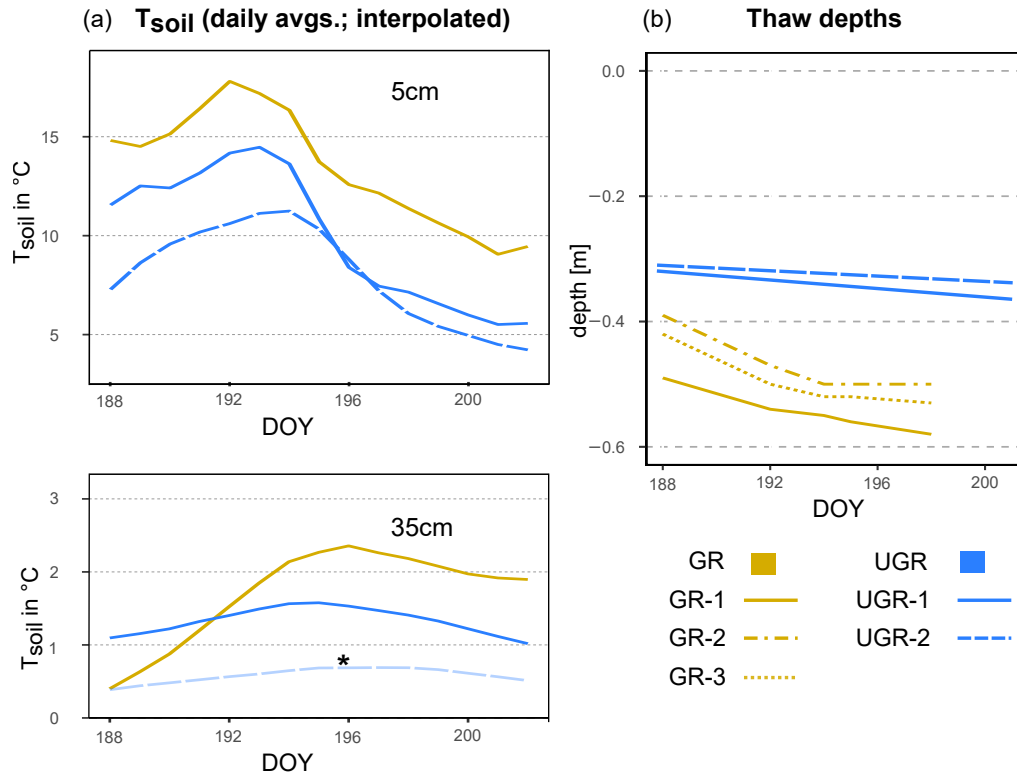 (a) Tsoil (daily avgs.; interpolated)
5cm
Tsoil in °C
15
10
5
188 192 196 200
DOY
35cm
Tsoil in °C
3
2
1
0
*
188 192 196 200
DOY
(b) Thaw depths
depth [m]
0.0
−0.2
−0.4
−0.6
188 192 196 200
DOY
GR UGR
GR-1 UGR-1
GR-2 UGR-2
GR-3